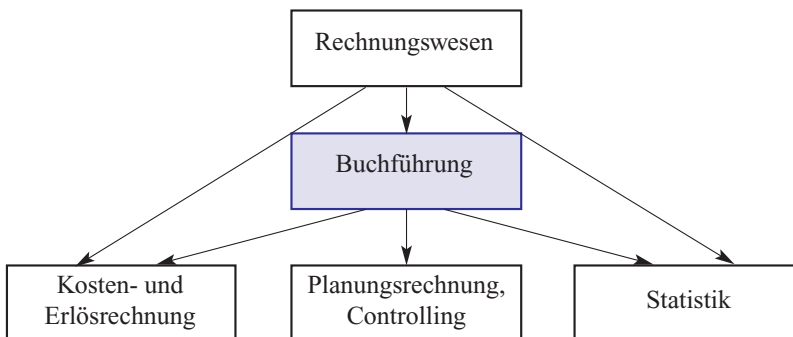 Rechnungswesen
Buchführung
Kosten- und
Erlösrechnung
Planungsrechnung,
Controlling
Statistik